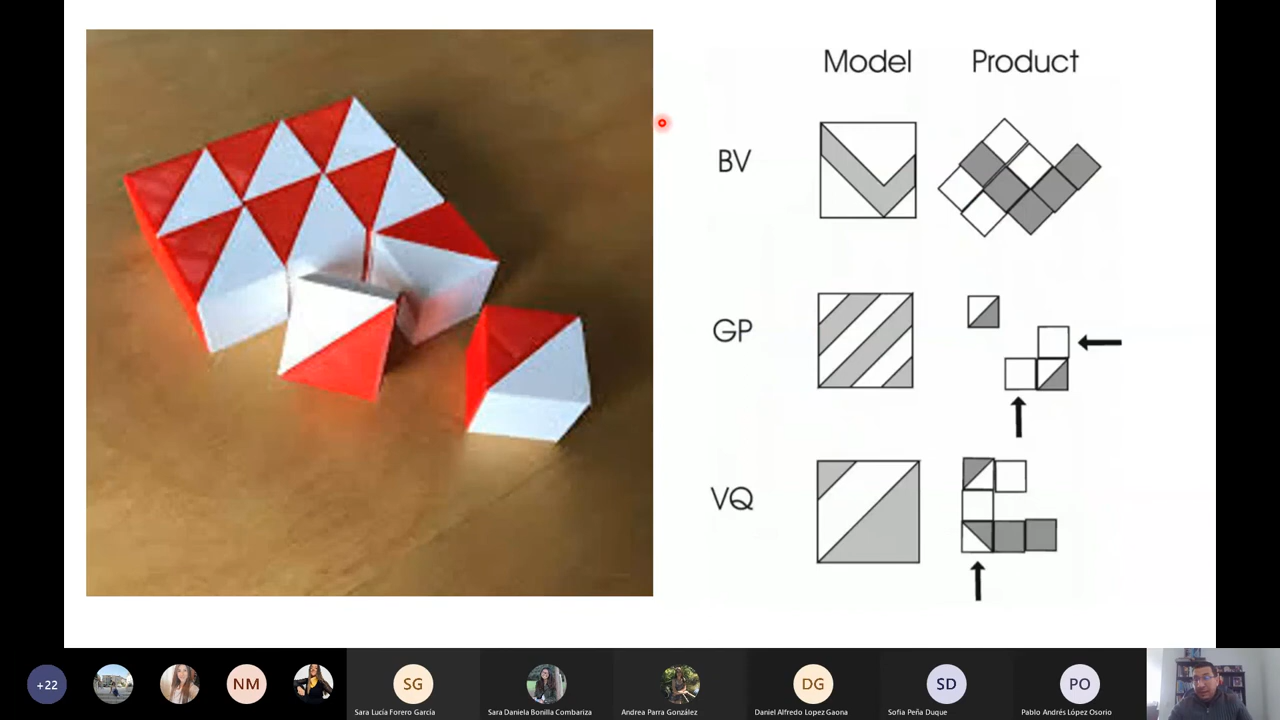 Model Product
BV
GP
VQ
+22
NM
SG
DG
SD
PO
Sara Lucía Forero García
Sara Daniela Bonilla Combariza
Andrea Parra González
Daniel Alfredo Lopez Gaona
Sofia Peña Duque
Pablo Andrés López Osorio